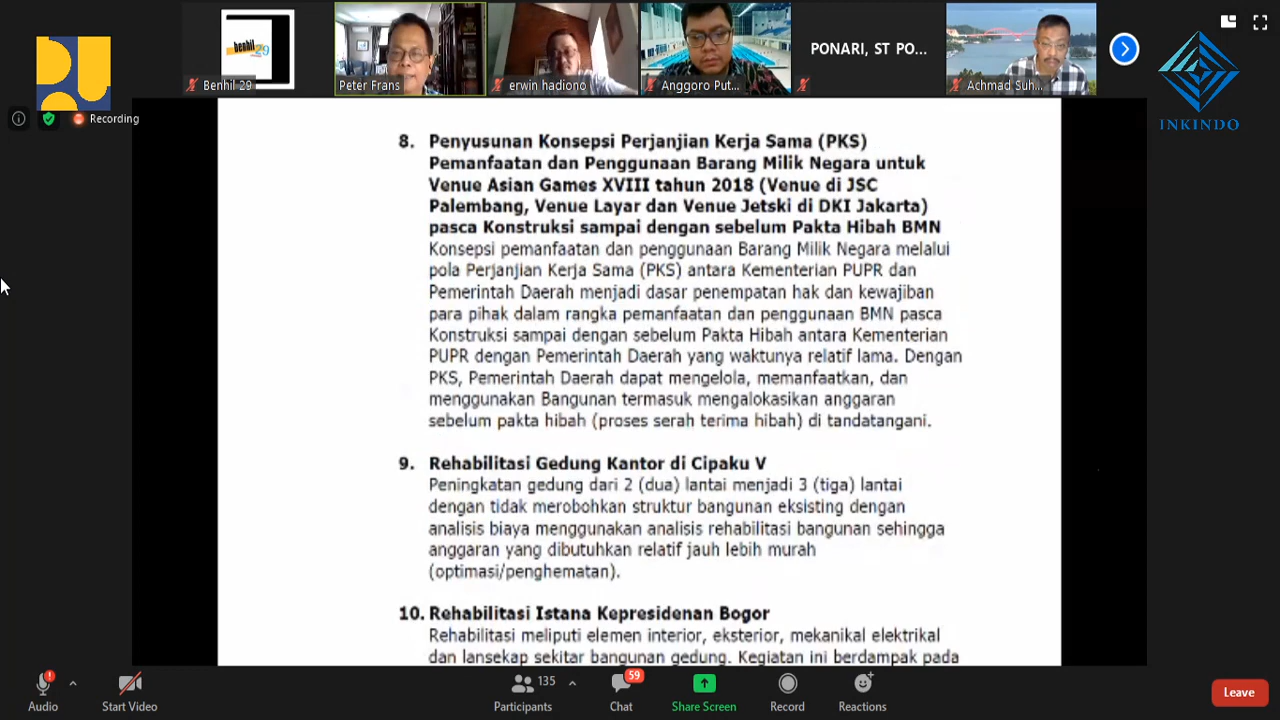 benhil
29
Benhil 29
Peter Frans
erwin hadiono
Anggoro Put...
PONARI, ST PO...
Achmad Suh...
INKINDO
Recording
8. Penyusunan Konsepsi Perjanjian Kerja Sama (PKS)
Pemanfaatan dan Penggunaan Barang Milik Negara untuk
Venue Asian Games XVIII tahun 2018 (Venue di JSC
Palembang, Venue Layar dan Venue Jetski di DKI Jakarta)
pasca Konstruksi sampai dengan sebelum Pakta Hibah BMN
Konsepsi pemanfaatan dan penggunaan Barang Milik Negara melalui
pola Perjanjian Kerja Sama (PKS) antara Kementerian PUPR dan
Pemerintah Daerah menjadi dasar penempatan hak dan kewajiban
para pihak dalam rangka pemanfaatan dan penggunaan BMN pasca
Konstruksi sampai dengan sebelum Pakta Hibah antara Kementerian
PUPR dengan Pemerintah Daerah yang waktunya relatif lama. Dengan
PKS, Pemerintah Daerah dapat mengelola, memanfaatkan, dan
menggunakan Bangunan termasuk mengalokasikan anggaran
sebelum pakta hibah (proses serah terima hibah) di tandatangani.
9. Rehabilitasi Gedung Kantor di Cipaku V
Peningkatan gedung dari 2 (dua) lantai menjadi 3 (tiga) lantai
dengan tidak merobohkan struktur bangunan eksisting dengan
analisis biaya menggunakan analisis rehabilitasi bangunan sehingga
anggaran yang dibutuhkan relatif jauh lebih murah
(optimasi/penghematan).
10. Rehabilitasi Istana Kepresidenan Bogor
Rehabilitasi meliputi elemen interior, eksterior, mekanikal elektrikal
dan lansekap sekitar bangunan gedung. Kegiatan ini berdampak pada
Audio
Start Video
135
Participants
59
Chat
Share Screen
Record
Reactions
Leave